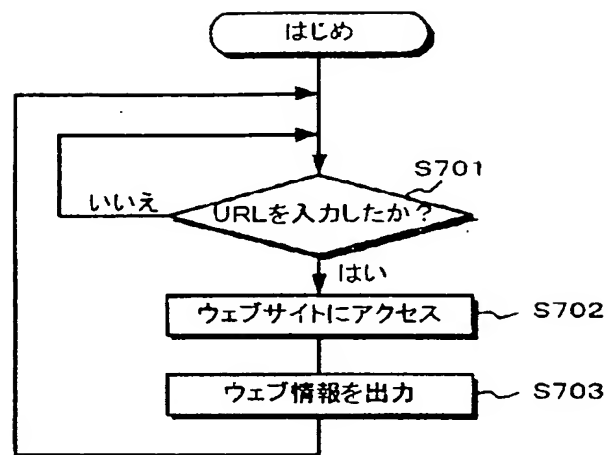 はじめ
S701
URLを入力したか?
いいえ
はい
ウェブサイトにアクセス
S702
ウェブ情報を出力
S703